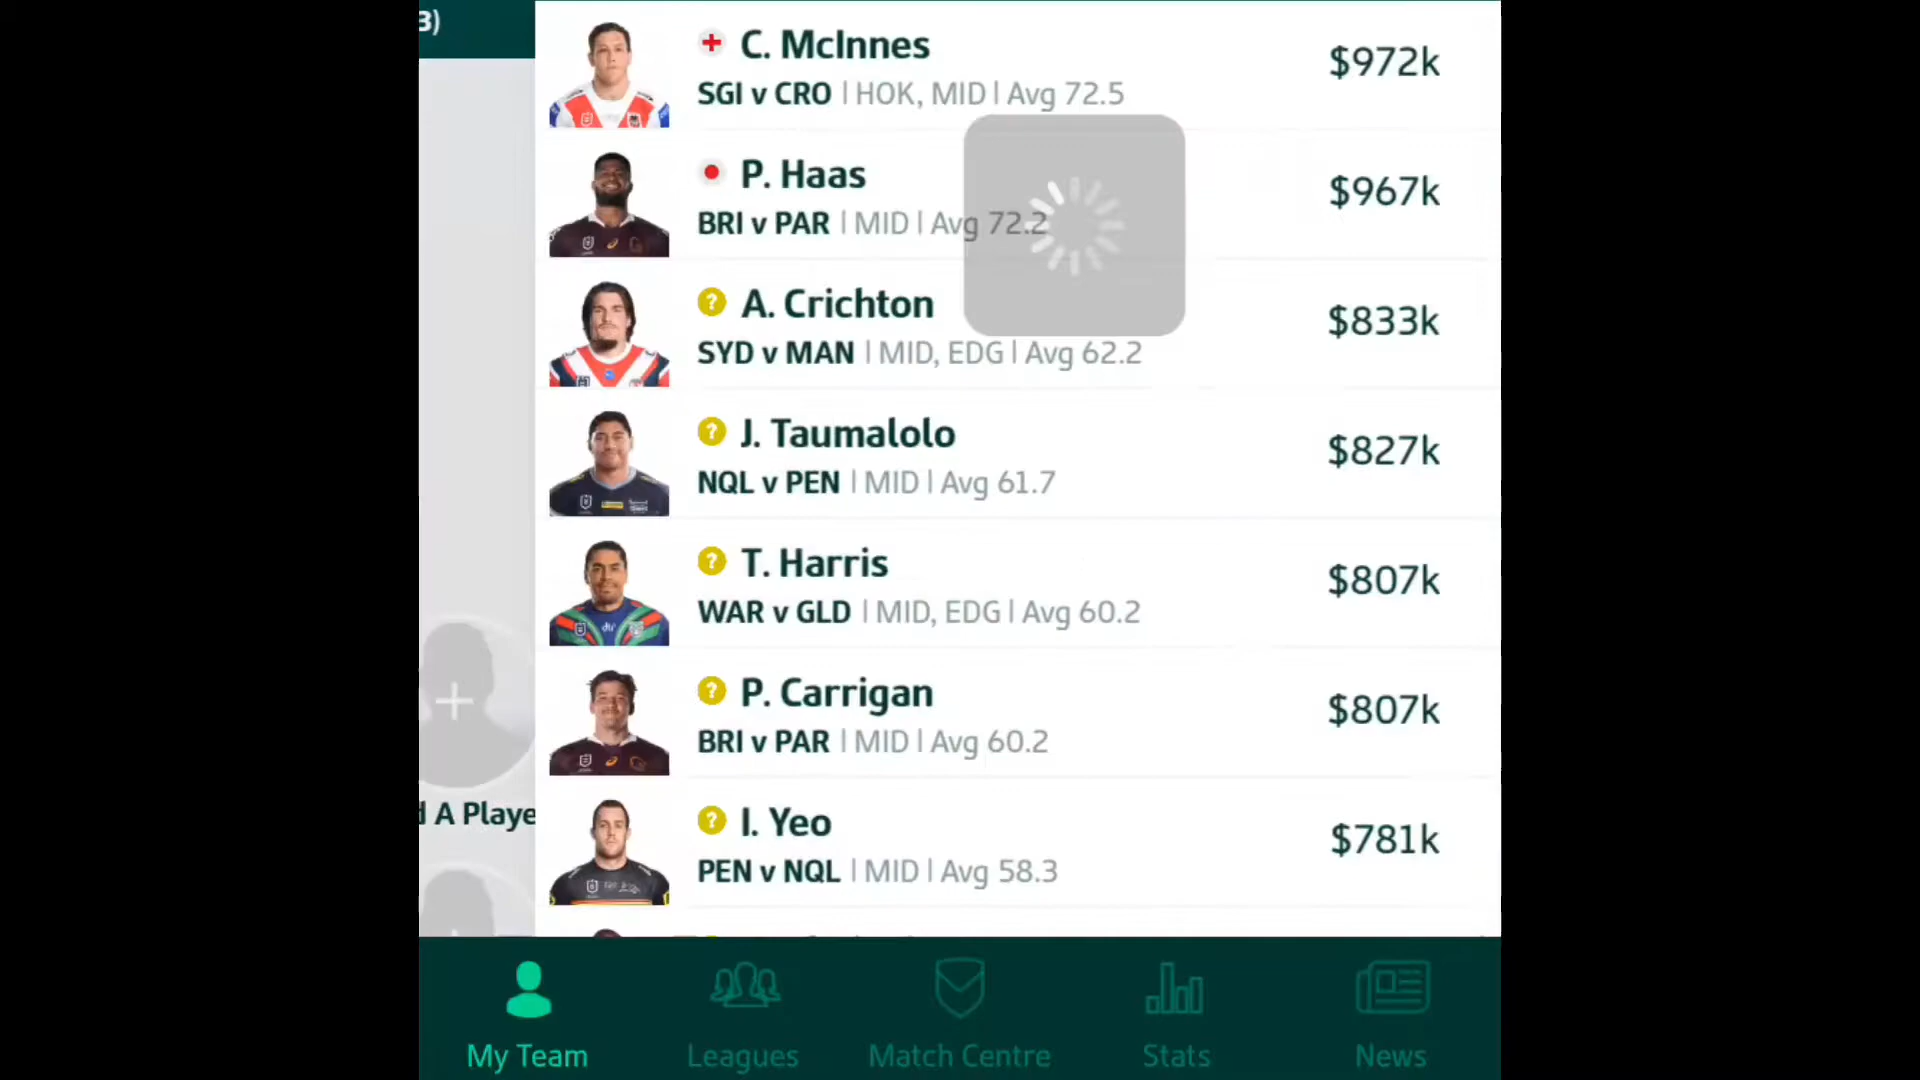 3)
C. McInnes
$972k
SGI v CRO | HOK, MID | Avg 72.5
P. Haas
$967k
BRI v PAR | MID | Avg 72.2
? A. Crichton
$833k
SYD v MAN | MID, EDG | Avg 62.2
? J. Taumalolo
$827k
NQL v PEN | MID | Avg 61.7
? T. Harris
$807k
WAR v GLD | MID, EDG | Avg 60.2
? P. Carrigan
$807k
BRI v PAR | MID | Avg 60.2
d A Playe
? I. Yeo
$781k
PEN v NQL | MID | Avg 58.3
My Team
Leagues
Match Centre
Stats
News